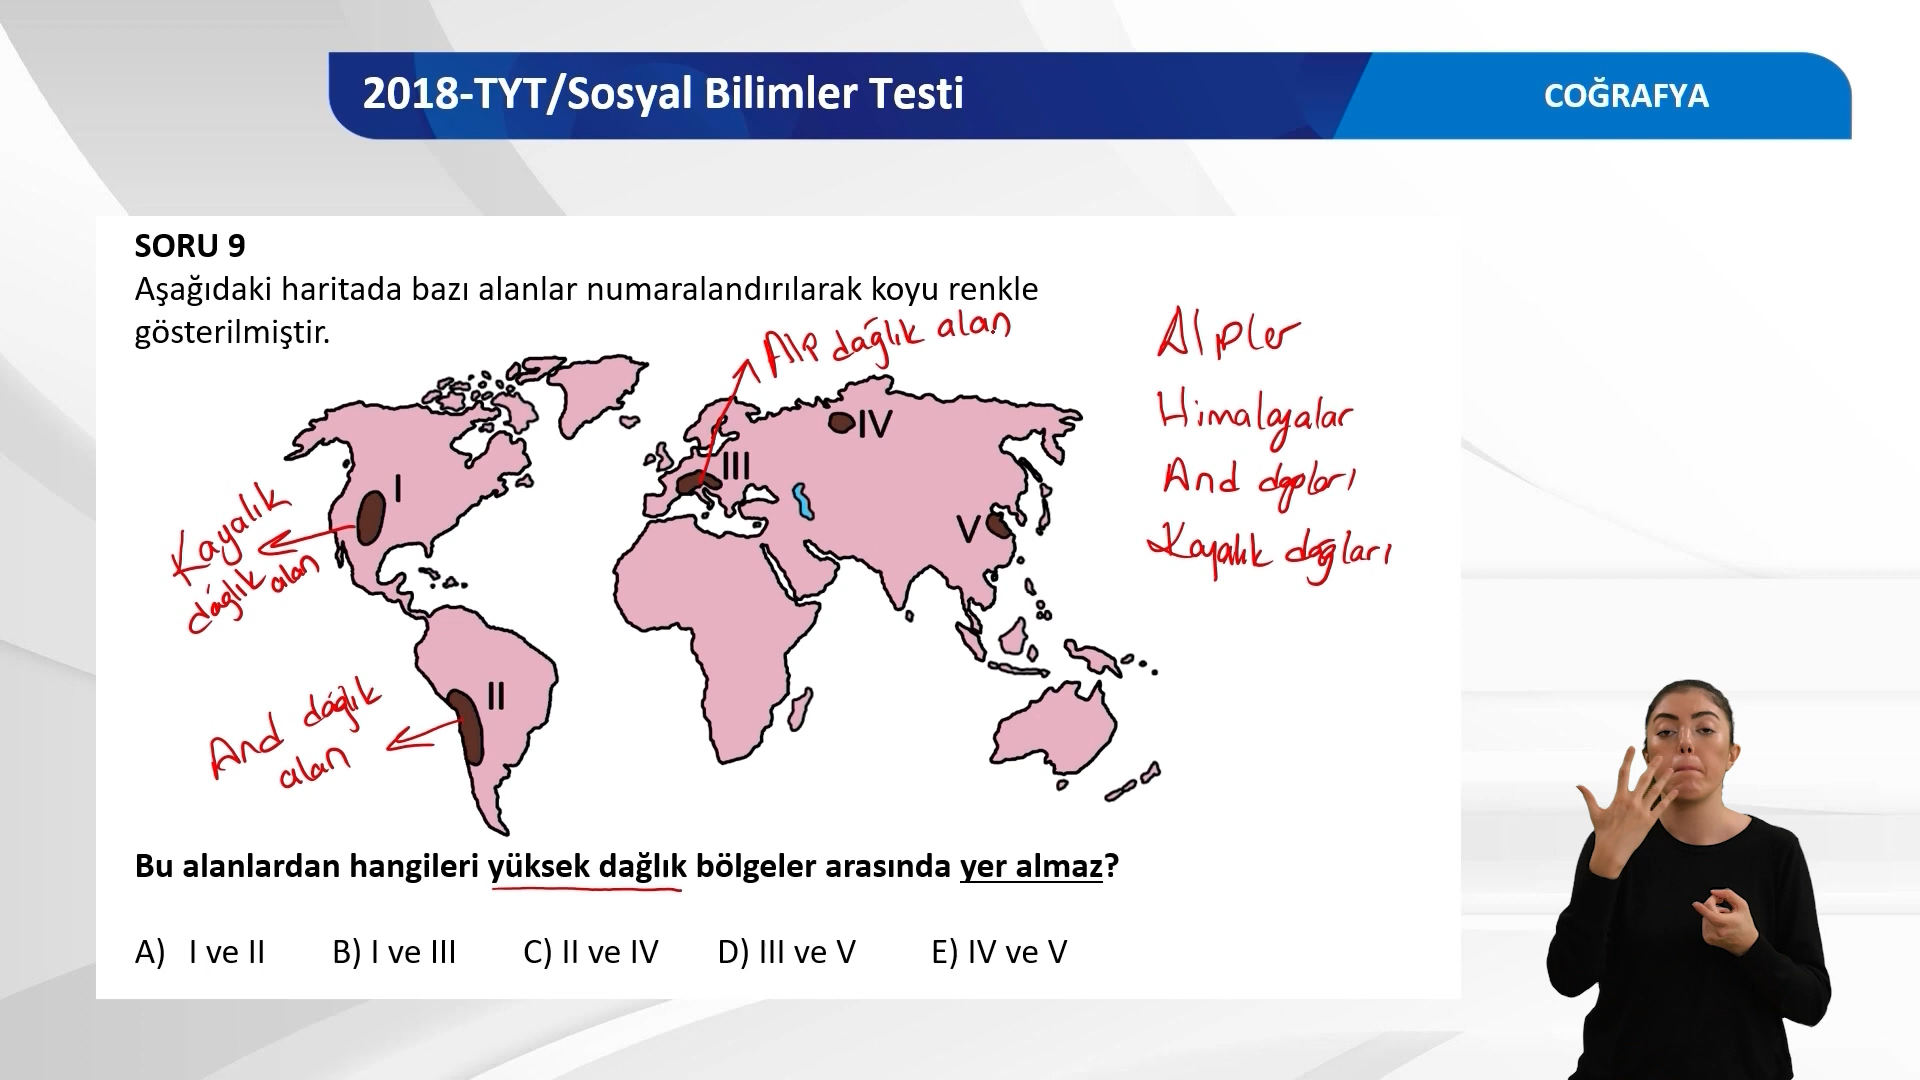 2018-TYT/Sosyal Bilimler Testi
COĞRAFYA
SORU 9
Aşağıdaki haritada bazı alanlar numaralandırılarak koyu renkle
gösterilmiştir.
Alp dağlık alan
Alpler
Himalayalar
And dağları
Kayalık dağları
I
II
III
IV
V
Kayalık
dağlık alan
And dağlık
alan
Bu alanlardan hangileri yüksek dağlık bölgeler arasında yer almaz?
A) I ve II B) I ve III C) II ve IV D) III ve V E) IV ve V